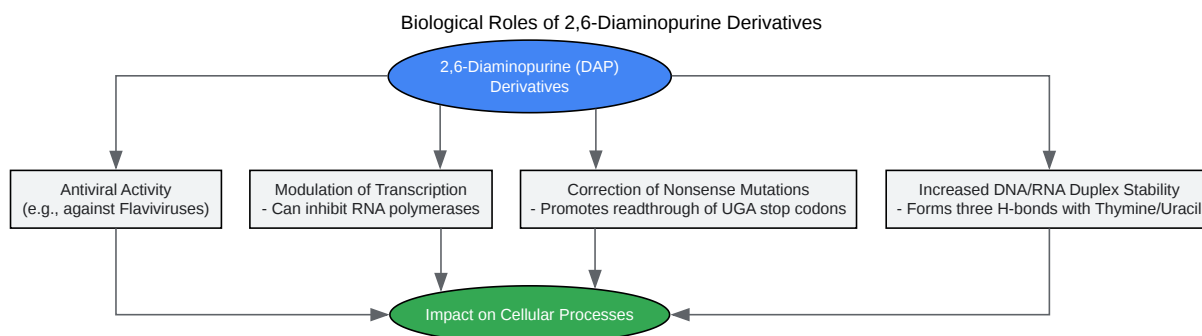 Biological Roles of 2,6-Diaminopurine Derivatives
2,6-Diaminopurine (DAP)
Derivatives
Antiviral Activity
(e.g., against Flaviviruses)
Modulation of Transcription
- Can inhibit RNA polymerases
Correction of Nonsense Mutations
- Promotes readthrough of UGA stop codons
Increased DNA/RNA Duplex Stability
- Forms three H-bonds with Thymine/Uracil
Impact on Cellular Processes